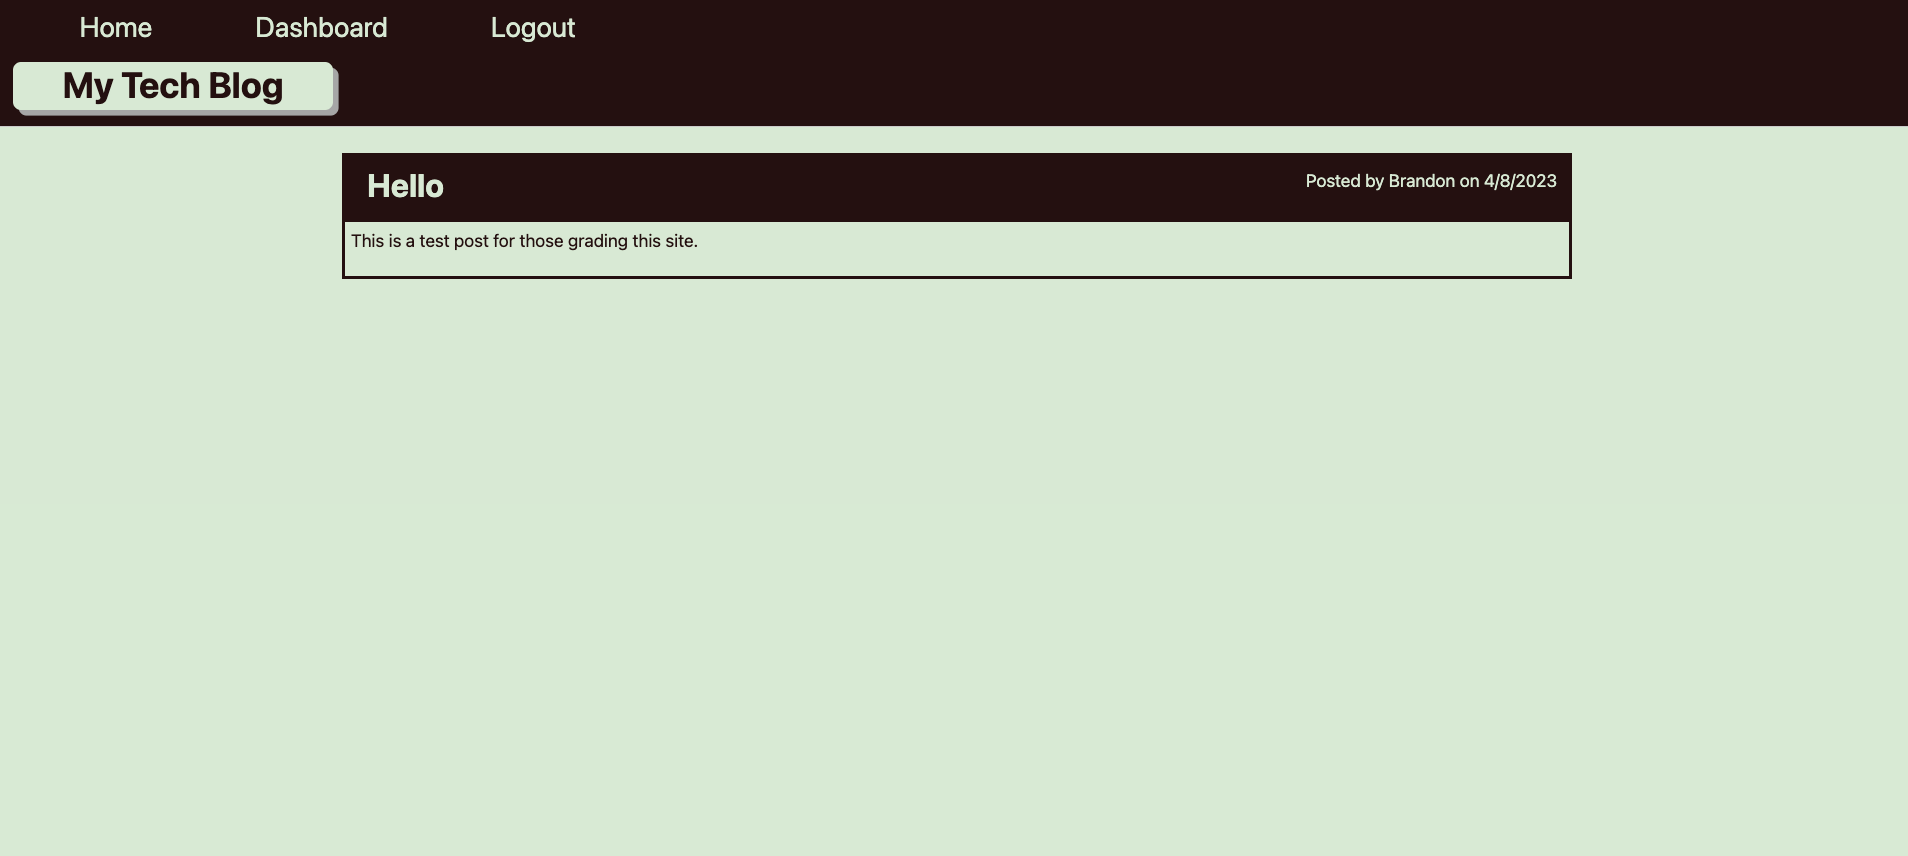 Home Dashboard Logout
My Tech Blog
Hello
Posted by Brandon on 4/8/2023
This is a test post for those grading this site.